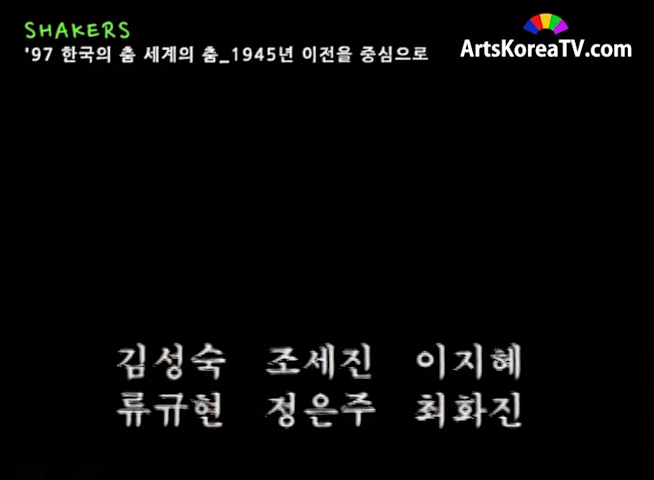 SHAKERS
'97 한국의 춤 세계의 춤_1945년 이전을 중심으로
ArtsKoreaTV.com
김성숙 조세진 이지혜
류규현 정은주 최화진